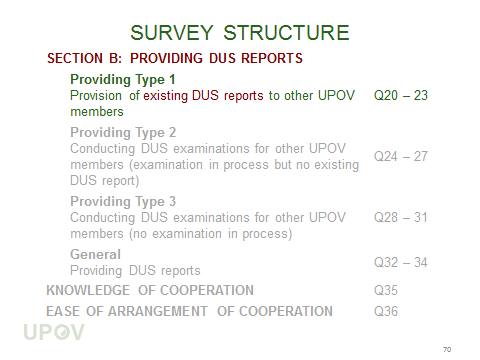 SURVEY STRUCTURE
SECTION B: PROVIDING DUS REPORTS
Providing Type 1
Provision of existing DUS reports to other UPOV Q20 – 23
members
Providing Type 2
Conducting DUS examinations for other UPOV
members (examination in process but no existing Q24 – 27
DUS report)
Providing Type 3
Conducting DUS examinations for other UPOV Q28 – 31
members (no examination in process)
General
Providing DUS reports Q32 – 34
KNOWLEDGE OF COOPERATION Q35
EASE OF ARRANGEMENT OF COOPERATION Q36
UPOV
70